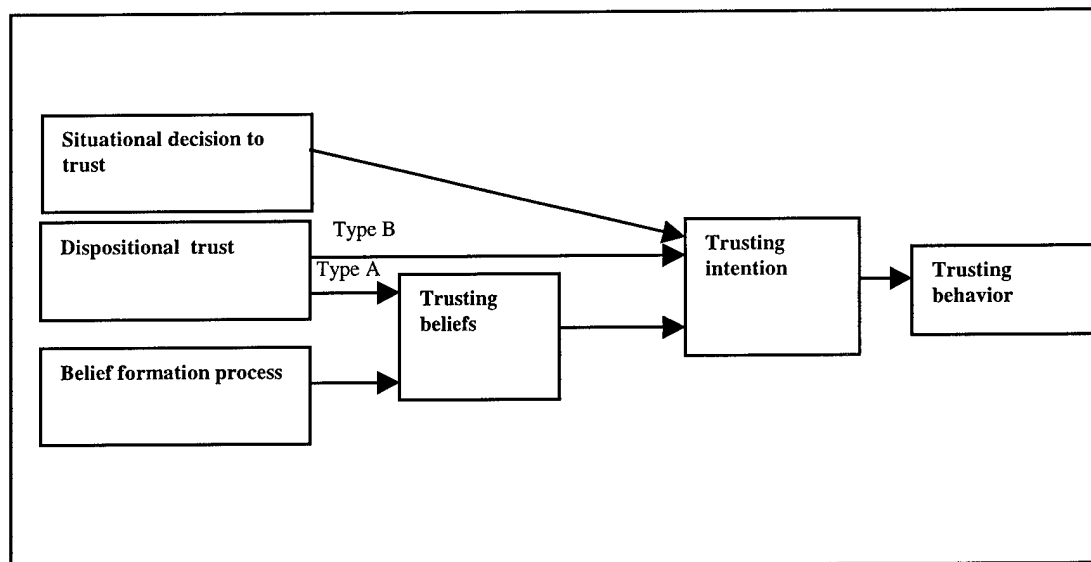 Situational decision to
trust
Dispositional trust
Type B
Type A
Trusting
beliefs
Belief formation process
Trusting
intention
Trusting
behavior